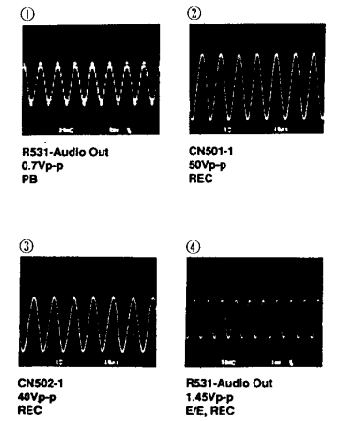 ①
②
R531-Audio Out
0.7Vp-p
PB
CN501-1
50Vp-p
REC
③
④
CN502-1
40Vp-p
REC
R531-Audio Out
1.45Vp-p
E/E, REC